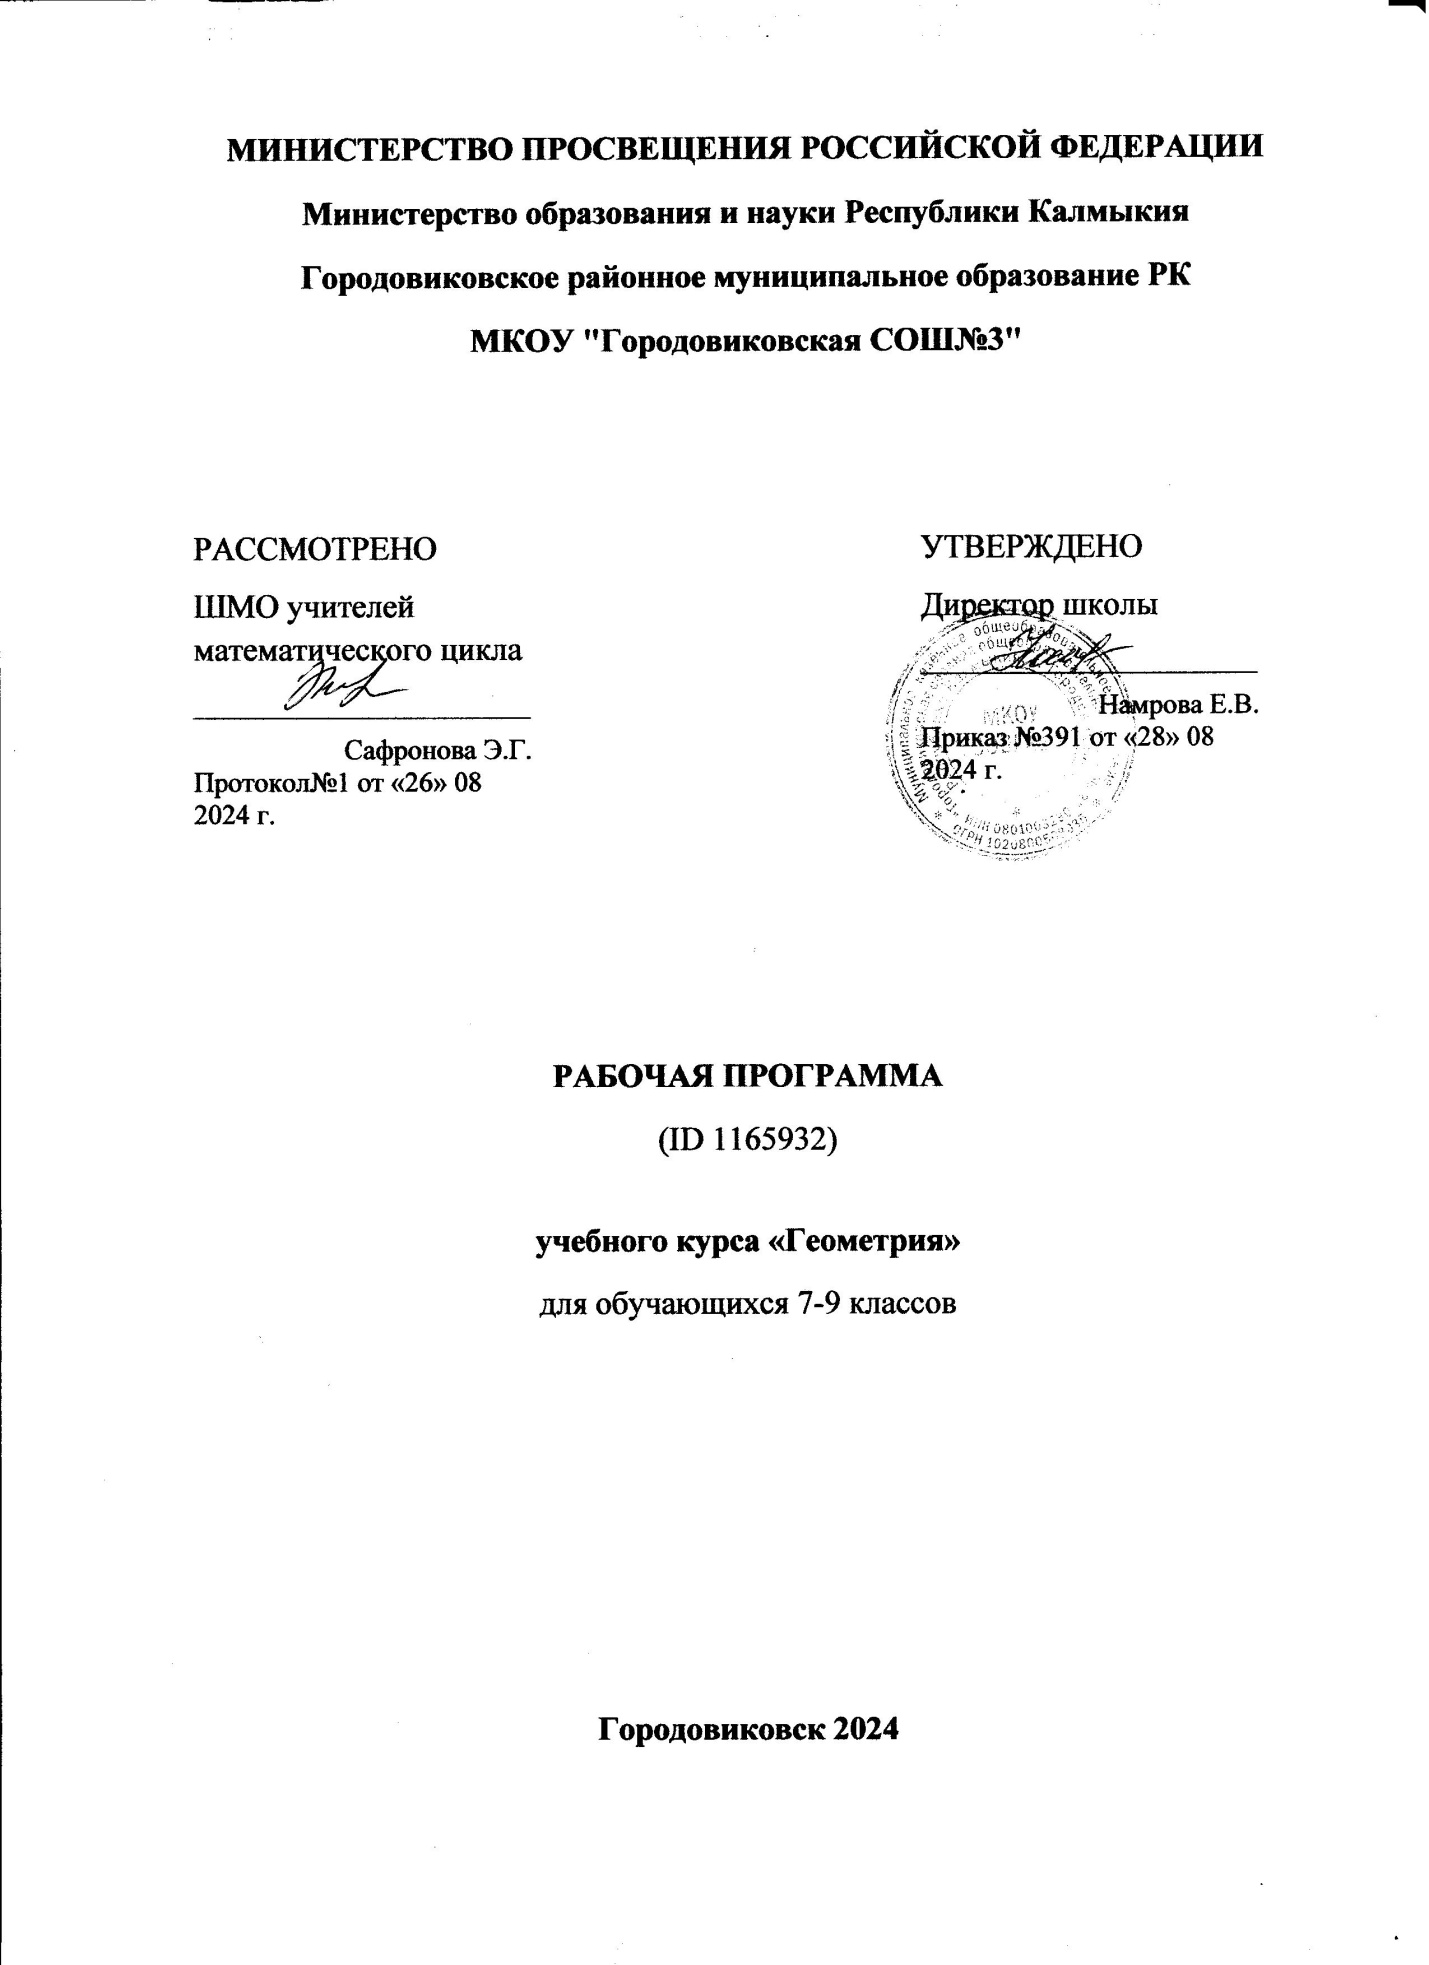 МИНИСТЕРСТВО ПРОСВЕЩЕНИЯ РОССИЙСКОЙ ФЕДЕРАЦИИ
Министерство образования и науки Республики Калмыкия
Городовиковское районное муниципальное образование РК
МКОУ "Городовиковская СОШ№3"
РАССМОТРЕНО
ШМО учителей
математического цикла
Сафронова Э.Г.
Протокол№1 от «26» 08
2024 г.
УТВЕРЖДЕНО
Директор школы
Намрова Е.В.
Приказ №391 от «28» 08
2024 г.
МКОУ
РАБОЧАЯ ПРОГРАММА
(ID 1165932)
учебного курса «Геометрия»
для обучающихся 7-9 классов
Городовиковск 2024